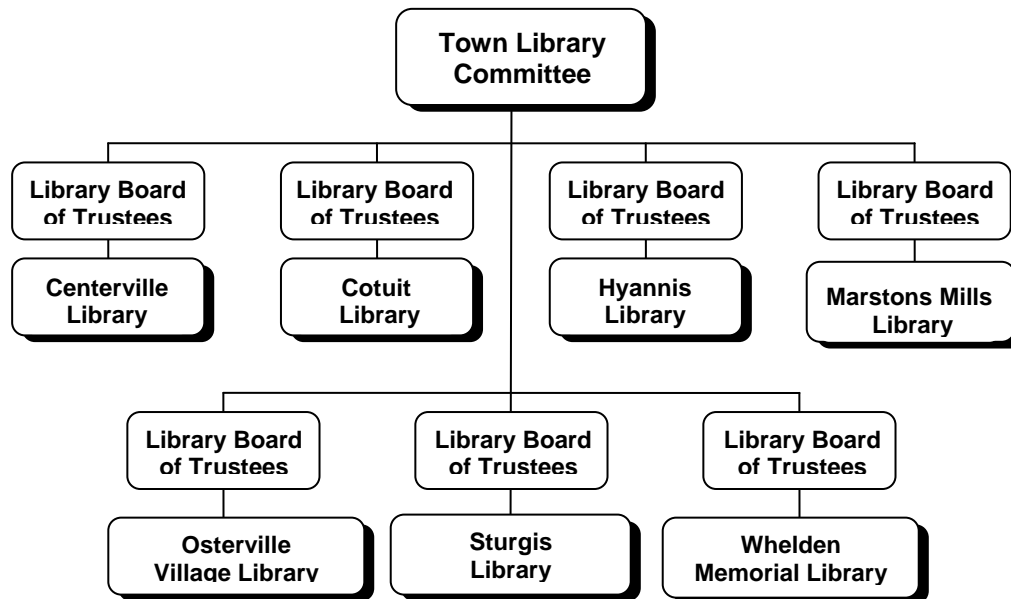 Town Library
Committee
Library Board
of Trustees
Library Board
of Trustees
Library Board
of Trustees
Library Board
of Trustees
Centerville
Library
Cotuit
Library
Hyannis
Library
Marstons Mills
Library
Library Board
of Trustees
Library Board
of Trustees
Library Board
of Trustees
Osterville
Village Library
Sturgis
Library
Whelden
Memorial Library